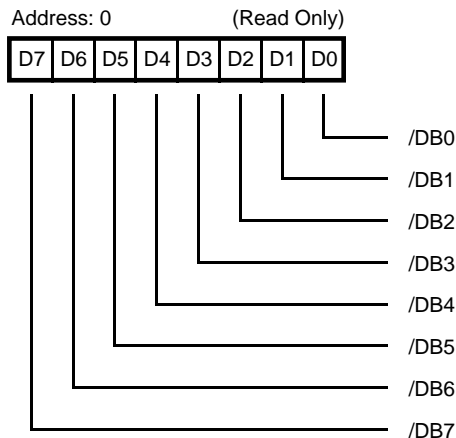 Address: 0 (Read Only)
D7 D6 D5 D4 D3 D2 D1 D0
/DB0
/DB1
/DB2
/DB3
/DB4
/DB5
/DB6
/DB7